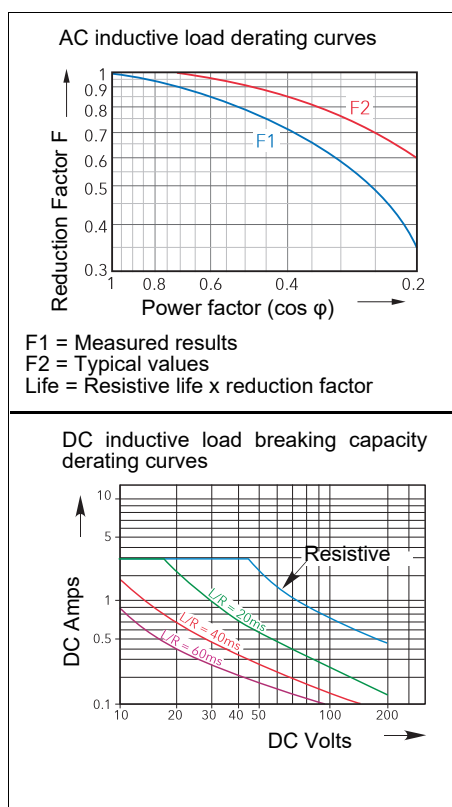 AC inductive load derating curves
Reduction Factor F
1
0.9
0.8
0.7
0.6
0.5
0.4
0.3
F2
F1
1 0.8 0.6 0.4 0.2
Power factor (cos φ)
F1 = Measured results
F2 = Typical values
Life = Resistive life x reduction factor
DC inductive load breaking capacity
derating curves
DC Amps
10
5
1
0.5
0.1
Resistive
L/R = 20ms
L/R = 40ms
L/R = 60ms
10 20 30 40 50 100 200
DC Volts